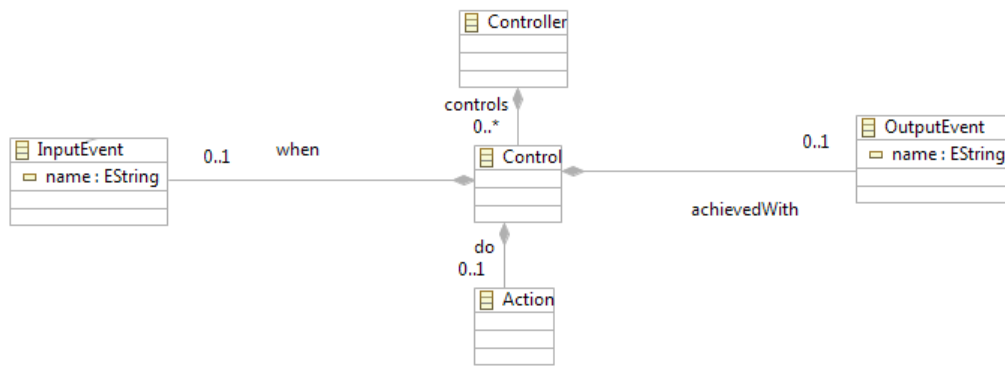 Controller
controls
0..*
InputEvent
name : EString
0..1
when
Control
0..1
OutputEvent
name : EString
achievedWith
do
0..1
Action